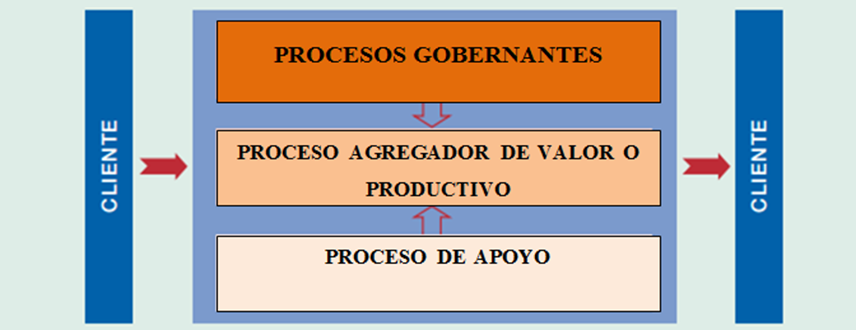 CLIENTE
PROCESOS GOBERNANTES
PROCESO AGREGADOR DE VALOR O
PRODUCTIVO
PROCESO DE APOYO
CLIENTE